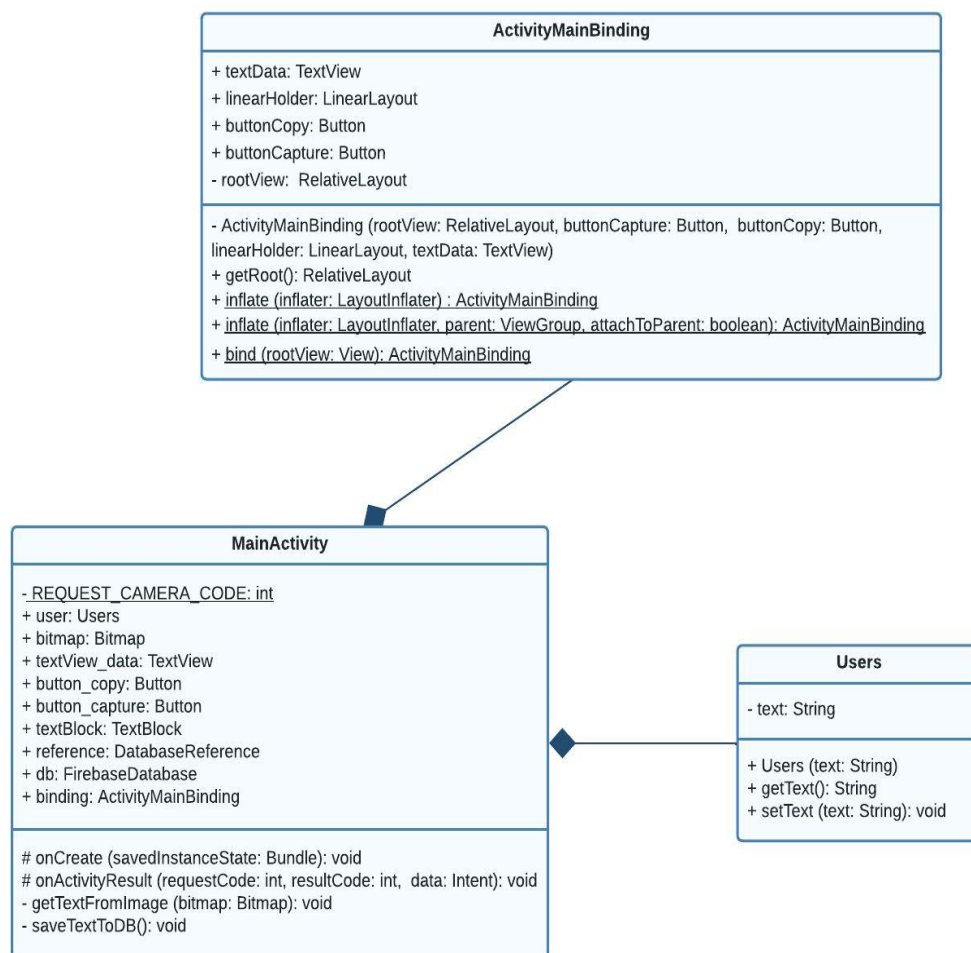 ActivityMainBinding
+ textData: TextView
+ linearHolder: LinearLayout
+ buttonCopy: Button
+ buttonCapture: Button
- rootView:  RelativeLayout
- ActivityMainBinding (rootView: RelativeLayout, buttonCapture: Button,  buttonCopy: Button,
linearHolder: LinearLayout, textData: TextView)
+ getRoot(): RelativeLayout
+ inflate (inflater: LayoutInflater) : ActivityMainBinding
+ inflate (inflater: LayoutInflater, parent: ViewGroup, attachToParent: boolean): ActivityMainBinding
+ bind (rootView: View): ActivityMainBinding
MainActivity
- REQUEST_CAMERA_CODE: int
+ user: Users
+ bitmap: Bitmap
+ textView_data: TextView
+ button_copy: Button
+ button_capture: Button
+ textBlock: TextBlock
+ reference: DatabaseReference
+ db: FirebaseDatabase
+ binding: ActivityMainBinding
# onCreate (savedInstanceState: Bundle): void
# onActivityResult (requestCode: int, resultCode: int,  data: Intent): void
- getTextFromImage (bitmap: Bitmap): void
- saveTextToDB(): void
Users
- text: String
+ Users (text: String)
+ getText(): String
+ setText (text: String): void